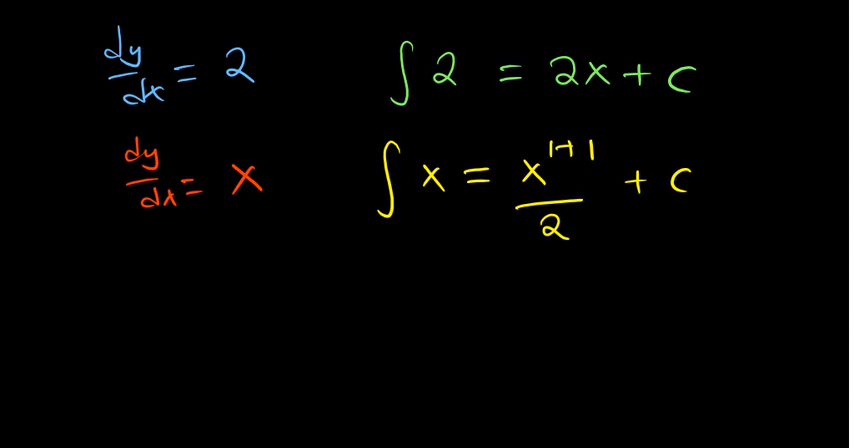 dy/dx = 2 ∫ 2 = 2x + c
dy/dx = x ∫ x = x^(1+1)/2 + c